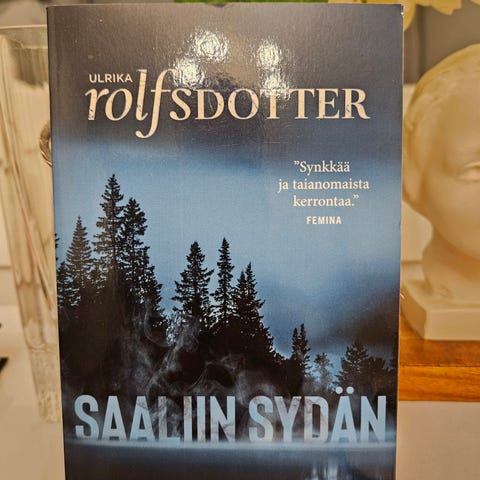 ULRIKA
rolfSDOTTER
"Synkkää
ja taianomaista
kerrontaa."
FEMINA
SAALIIN SYDÄN